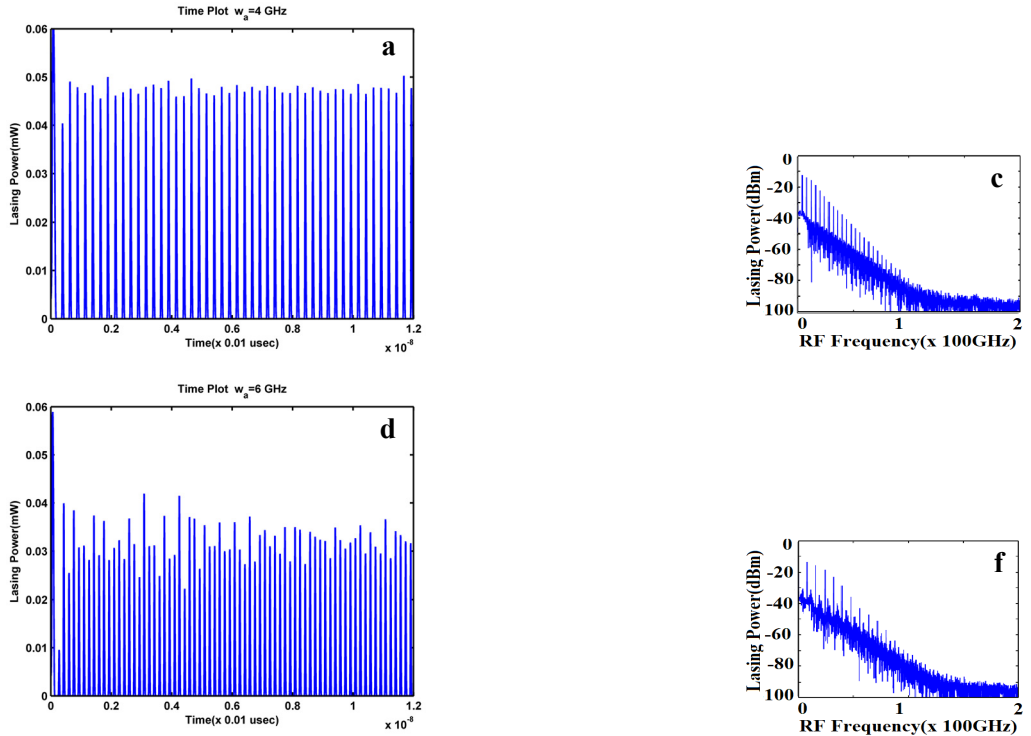 Time Plot w_a=4 GHz
a
0.06
0.05
0.04
0.03
0.02
0.01
0
Lasing Power(mW)
0 0.2 0.4 0.6 0.8 1 1.2
x 10^-8
Time(x 0.01 usec)
c
0
-20
-40
-60
-80
100
Lasing Power(dBm)
0 1 2
RF Frequency(x 100GHz)
Time Plot w_a=6 GHz
d
0.06
0.05
0.04
0.03
0.02
0.01
0
Lasing Power(mW)
0 0.2 0.4 0.6 0.8 1 1.2
x 10^-8
Time(x 0.01 usec)
f
0
-20
-40
-60
-80
100
Lasing Power(dBm)
0 1 2
RF Frequency(x 100GHz)